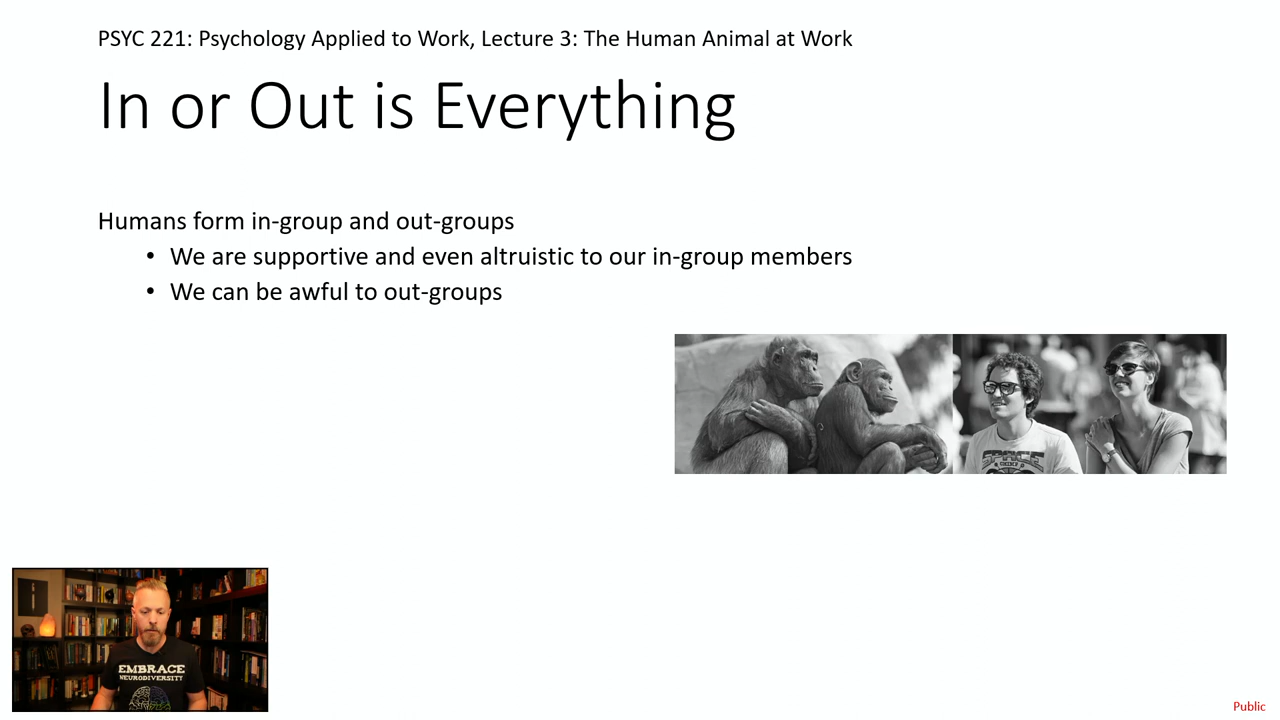 PSYC 221: Psychology Applied to Work, Lecture 3: The Human Animal at Work
In or Out is Everything
Humans form in-group and out-groups
• We are supportive and even altruistic to our in-group members
• We can be awful to out-groups
SPACE
EMBRACE
NEURODIVERSITY
Public